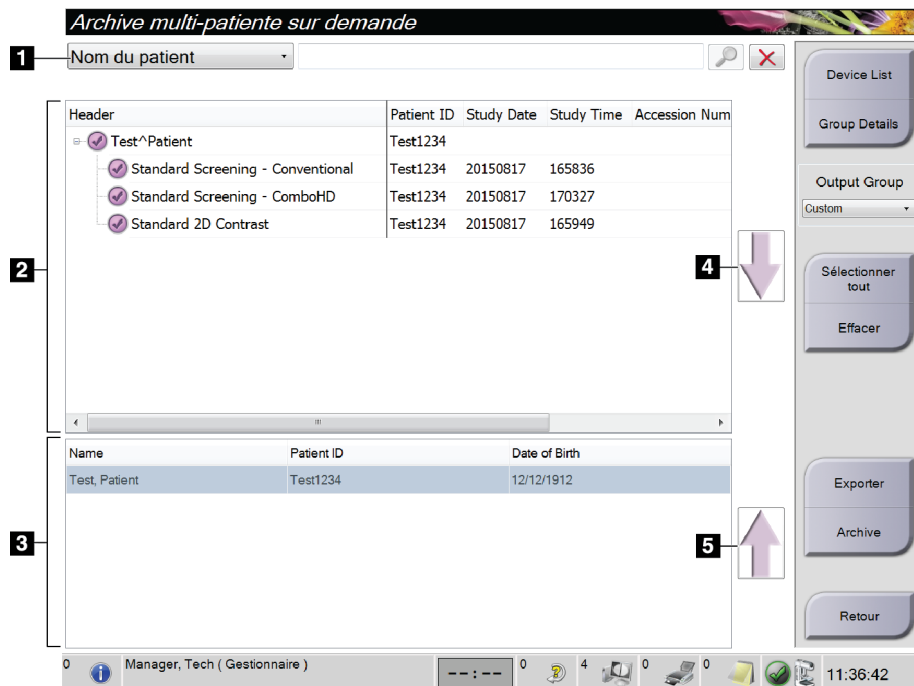 Archive multi-patiente sur demande
1
Nom du patient
Device List
Group Details
Output Group
Custom
Sélectionner tout
Effacer
Exporter
Archive
Retour
2
Header Patient ID Study Date Study Time Accession Num
Test^Patient Test1234
Standard Screening - Conventional Test1234 20150817 165836
Standard Screening - ComboHD Test1234 20150817 170327
Standard 2D Contrast Test1234 20150817 165949
4
3
Name Patient ID Date of Birth
Test, Patient Test1234 12/12/1912
5
0 Manager, Tech ( Gestionnaire ) --:-- 0 4 0 0 11:36:42